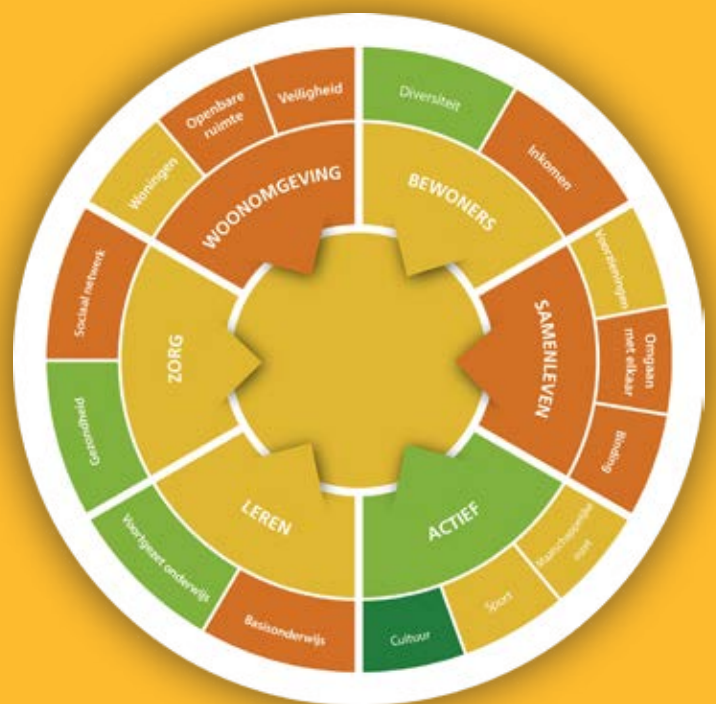 Diversiteit
Inkomen
BEWONERS
Voorzieningen
Omgaan
met elkaar
Binding
SAMENLEVEN
Maatschappelijke
inzet
Sport
Cultuur
ACTIEF
Basisonderwijs
Voortgezet onderwijs
LEREN
Gezondheid
Sociaal netwerk
ZORG
Woningen
Openbare
ruimte
Veiligheid
WOONOMGEVING